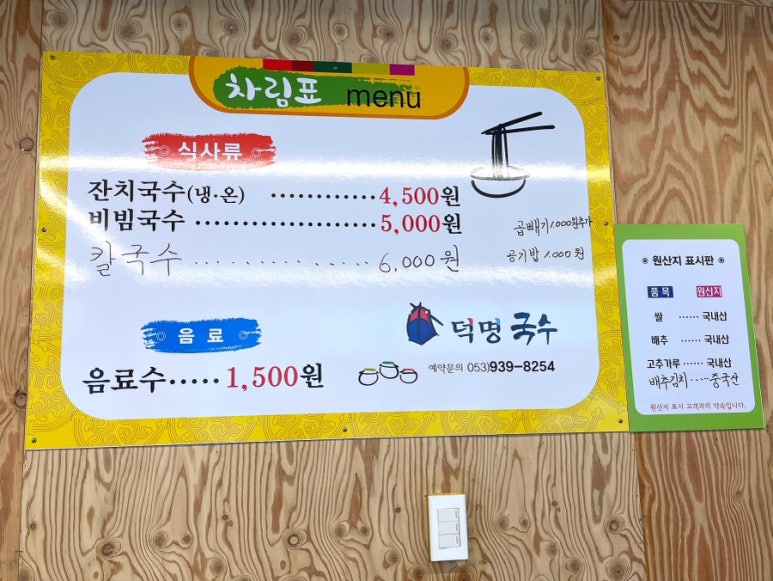 차림표 menu
식사류
잔치국수(냉·온) ············ 4,500원
비빔국수 ················· 5,000원
칼국수 ·············· 6,000원
곱빼기 1,000원추가
공기밥 1,000원
음료
음료수····· 1,500원
덕명 국수
예약문의 053)939-8254
원산지 표시판
품목 원산지
쌀 ······ 국내산
배추 ····· 국내산
고추가루 ····· 국내산
배추김치 ····· 중국산
원산지 표시 고객과의 약속입니다.